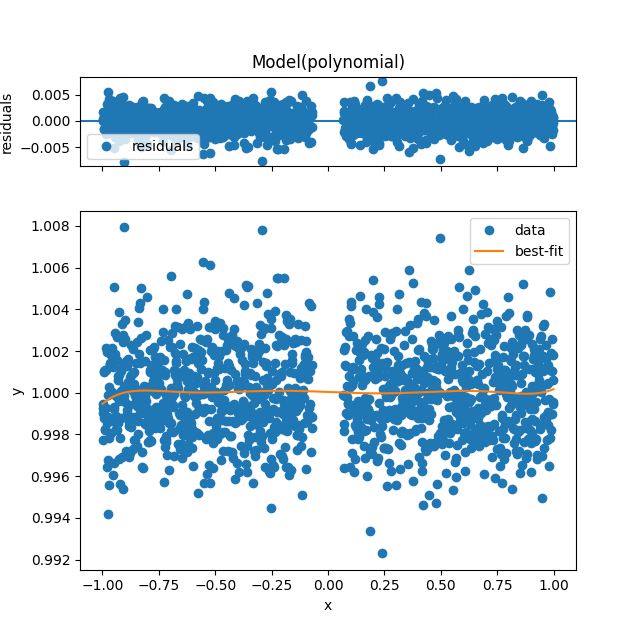 Model(polynomial)
residuals
0.005
0.000
−0.005
residuals
y
1.008
1.006
1.004
1.002
1.000
0.998
0.996
0.994
0.992
data
best-fit
−1.00 −0.75 −0.50 −0.25 0.00 0.25 0.50 0.75 1.00
x